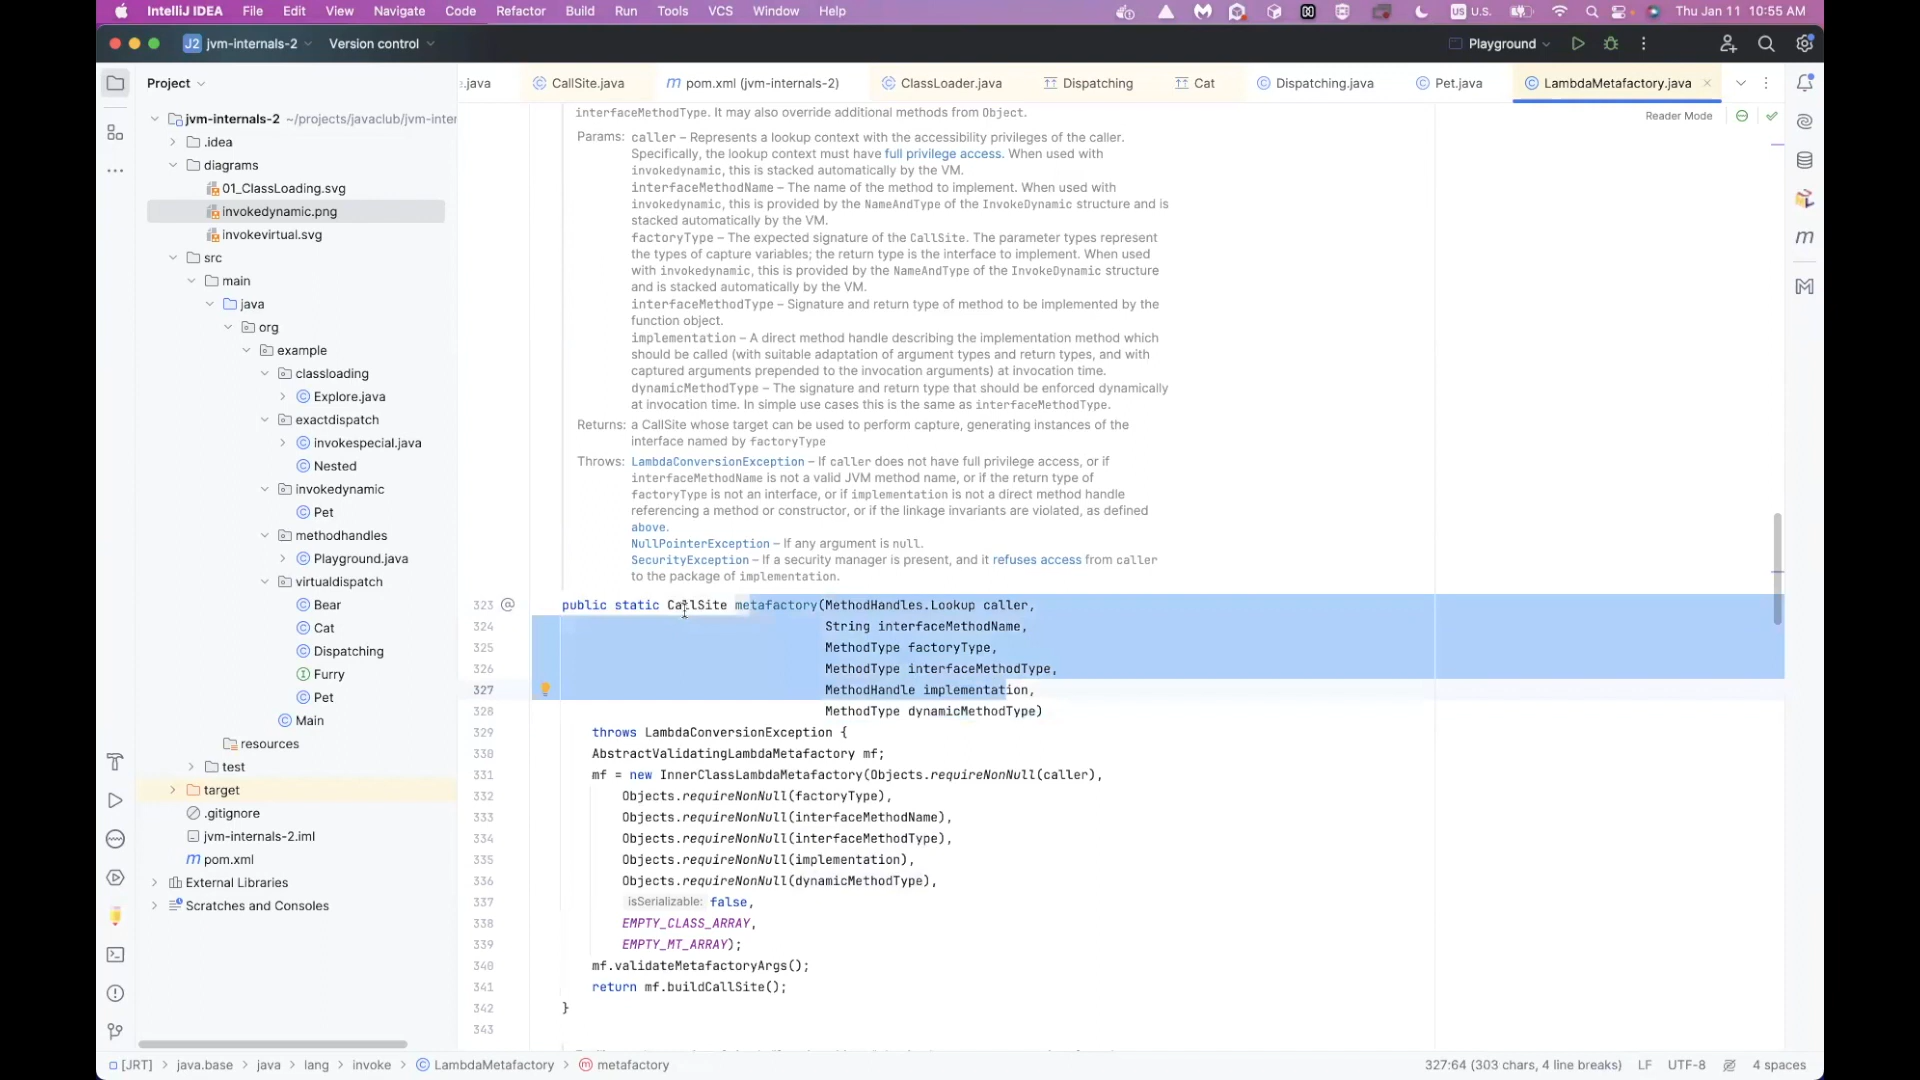 IntelliJ IDEA File Edit View Navigate Code Refactor Build Run Tools VCS Window Help U.S. Thu Jan 11 10:55 AM
J2 jvm-internals-2 Version control Playground
Project
.java CallSite.java m pom.xml (jvm-internals-2) ClassLoader.java Dispatching Cat Dispatching.java Pet.java LambdaMetafactory.java
Reader Mode
jvm-internals-2 ~/projects/javaclub/jvm-inter
.idea
diagrams
01_ClassLoading.svg
invokedynamic.png
invokevirtual.svg
src
main
java
org
example
classloading
Explore.java
exactdispatch
invokespecial.java
Nested
invokedynamic
Pet
methodhandles
Playground.java
virtualdispatch
Bear
Cat
Dispatching
Furry
Pet
Main
resources
test
target
.gitignore
jvm-internals-2.iml
m pom.xml
External Libraries
Scratches and Consoles
interfaceMethodType. It may also override additional methods from Object.
Params: caller – Represents a lookup context with the accessibility privileges of the caller.
Specifically, the lookup context must have full privilege access. When used with
invokedynamic, this is stacked automatically by the VM.
interfaceMethodName – The name of the method to implement. When used with
invokedynamic, this is provided by the NameAndType of the InvokeDynamic structure and is
stacked automatically by the VM.
factoryType – The expected signature of the CallSite. The parameter types represent
the types of capture variables; the return type is the interface to implement. When used
with invokedynamic, this is provided by the NameAndType of the InvokeDynamic structure
and is stacked automatically by the VM.
interfaceMethodType – Signature and return type of method to be implemented by the
function object.
implementation – A direct method handle describing the implementation method which
should be called (with suitable adaptation of argument types and return types, and with
captured arguments prepended to the invocation arguments) at invocation time.
dynamicMethodType – The signature and return type that should be enforced dynamically
at invocation time. In simple use cases this is the same as interfaceMethodType.
Returns: a CallSite whose target can be used to perform capture, generating instances of the
interface named by factoryType
Throws: LambdaConversionException – If caller does not have full privilege access, or if
interfaceMethodName is not a valid JVM method name, or if the return type of
factoryType is not an interface, or if implementation is not a direct method handle
referencing a method or constructor, or if the linkage invariants are violated, as defined
above.
NullPointerException – If any argument is null.
SecurityException – If a security manager is present, and it refuses access from caller
to the package of implementation.
323 public static CallSite metafactory(MethodHandles.Lookup caller,
324 String interfaceMethodName,
325 MethodType factoryType,
326 MethodType interfaceMethodType,
327 MethodHandle implementation,
328 MethodType dynamicMethodType)
329 throws LambdaConversionException {
330 AbstractValidatingLambdaMetafactory mf;
331 mf = new InnerClassLambdaMetafactory(Objects.requireNonNull(caller),
332 Objects.requireNonNull(factoryType),
333 Objects.requireNonNull(interfaceMethodName),
334 Objects.requireNonNull(interfaceMethodType),
335 Objects.requireNonNull(implementation),
336 Objects.requireNonNull(dynamicMethodType),
337 isSerializable: false,
338 EMPTY_CLASS_ARRAY,
339 EMPTY_MT_ARRAY);
340 mf.validateMetafactoryArgs();
341 return mf.buildCallSite();
342 }
343
[JRT] java.base java lang invoke LambdaMetafactory metafactory 327:64 (303 chars, 4 line breaks) LF UTF-8 4 spaces